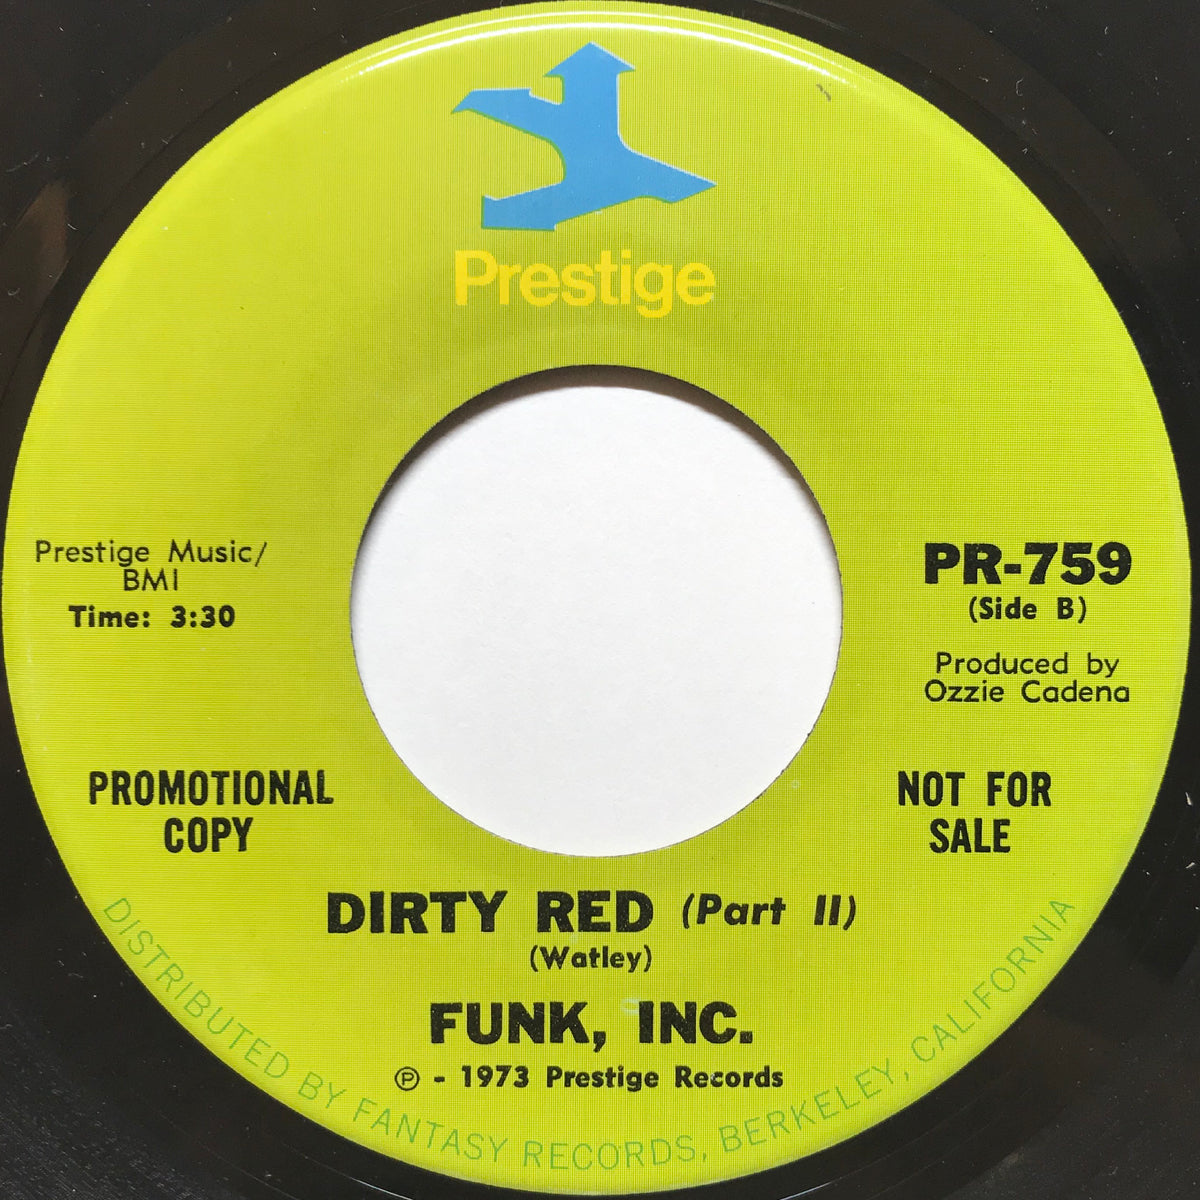 Prestige
Prestige Music/
BMI
Time: 3:30
PR-759
(Side B)
Produced by
Ozzie Cadena
PROMOTIONAL
COPY
NOT FOR
SALE
DIRTY RED (Part II)
(Watley)
FUNK, INC.
℗ - 1973 Prestige Records
DISTRIBUTED BY FANTASY RECORDS, BERKELEY, CALIFORNIA